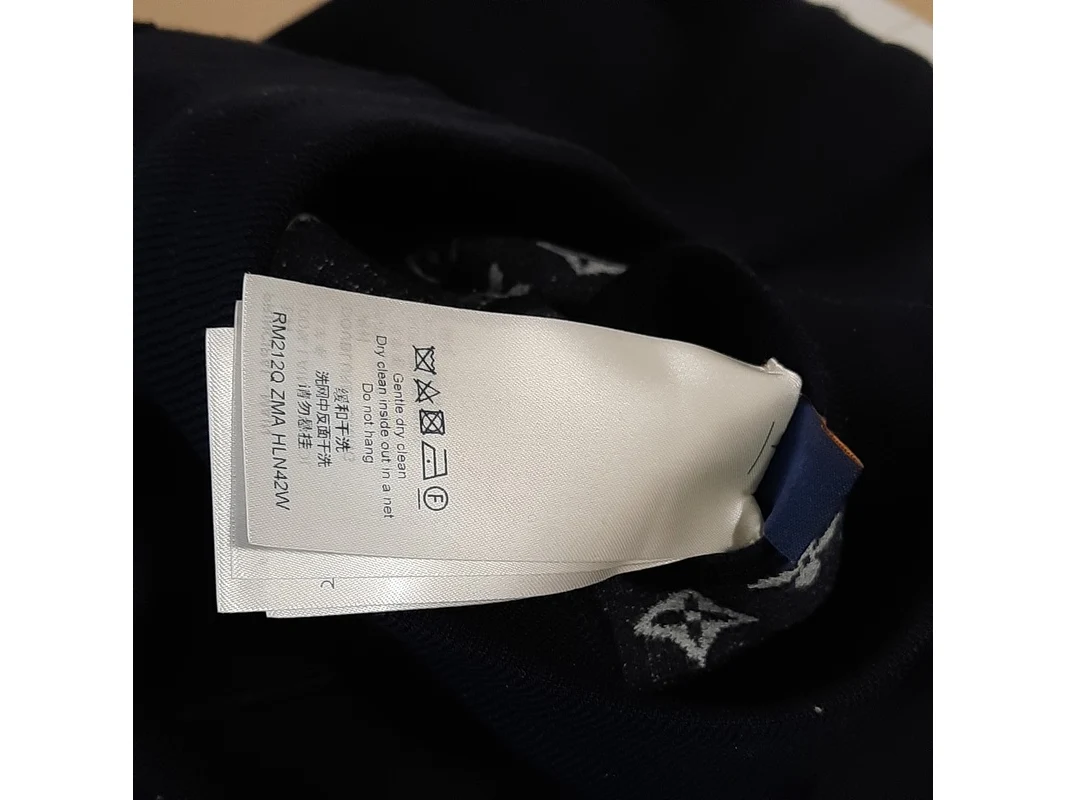 F
Gentle dry clean
Dry clean inside out in a net
Do not hang
缓和干洗
洗网中反面干洗
请勿悬挂
RM212Q ZMA HLN42W